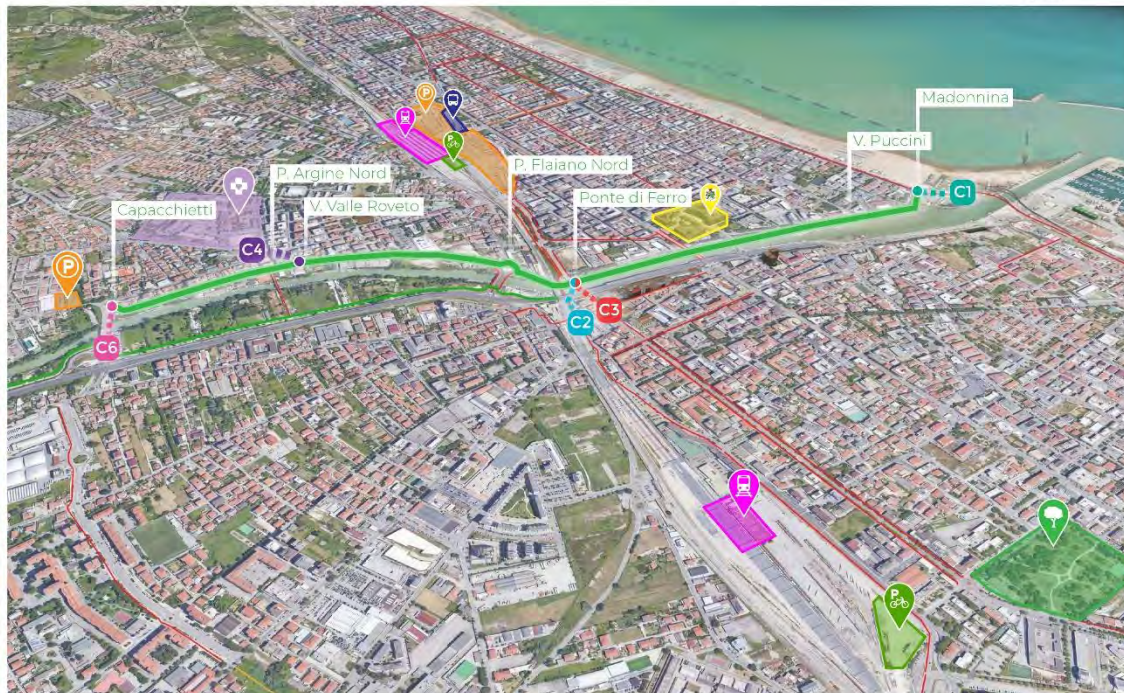 P
Madonnina
V. Puccini
P
P. Flaiano Nord
P. Argine Nord
Ponte di Ferro
C1
Capacchietti
V. Valle Roveto
C4
P
C3
C2
C6
P